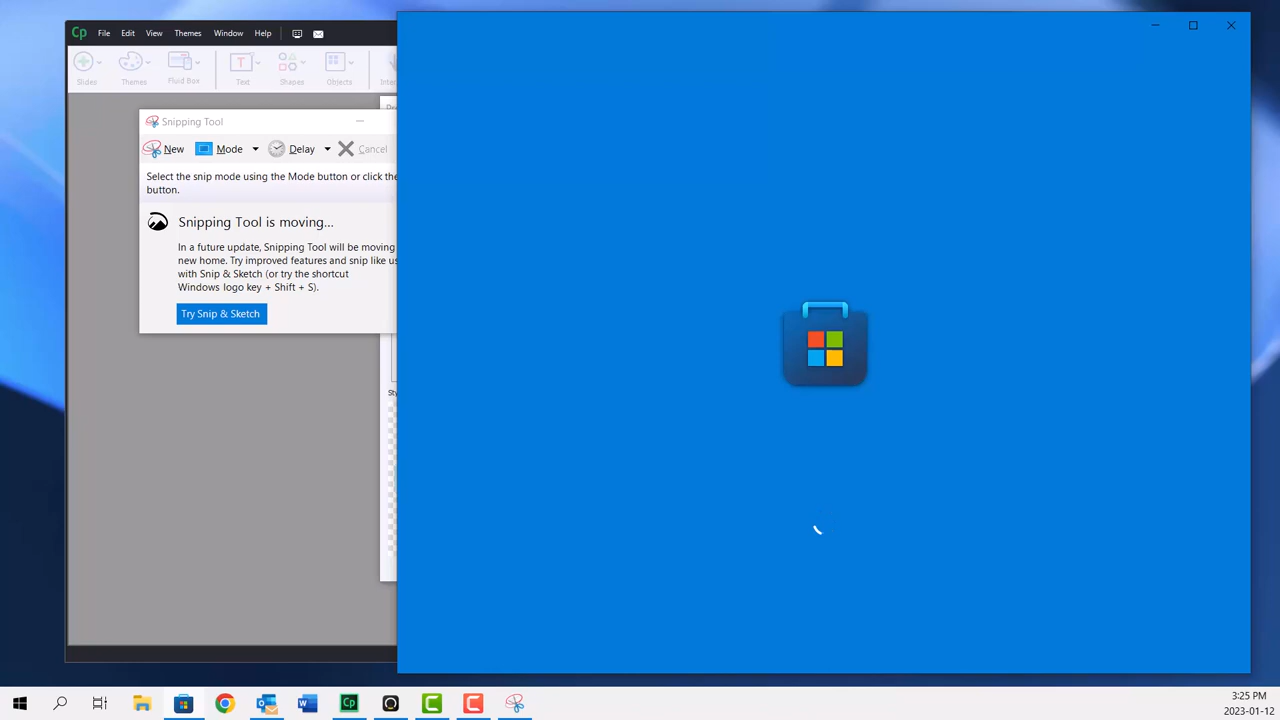 Cp File Edit View Themes Window Help
Slides Themes Fluid Box Text Shapes Objects
Snipping Tool
New Mode Delay Cancel
Select the snip mode using the Mode button or click the
button.
Snipping Tool is moving...
In a future update, Snipping Tool will be moving
new home. Try improved features and snip like us
with Snip & Sketch (or try the shortcut
Windows logo key + Shift + S).
Try Snip & Sketch
3:25 PM
2023-01-12